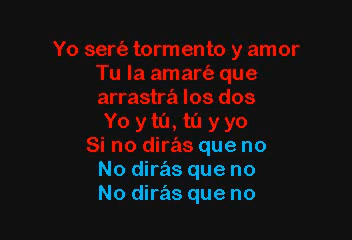 Yo seré tormento y amor
Tu la amaré que
arrastrá los dos
Yo y tú, tú y yo
Si no dirás que no
No dirás que no
No dirás que no